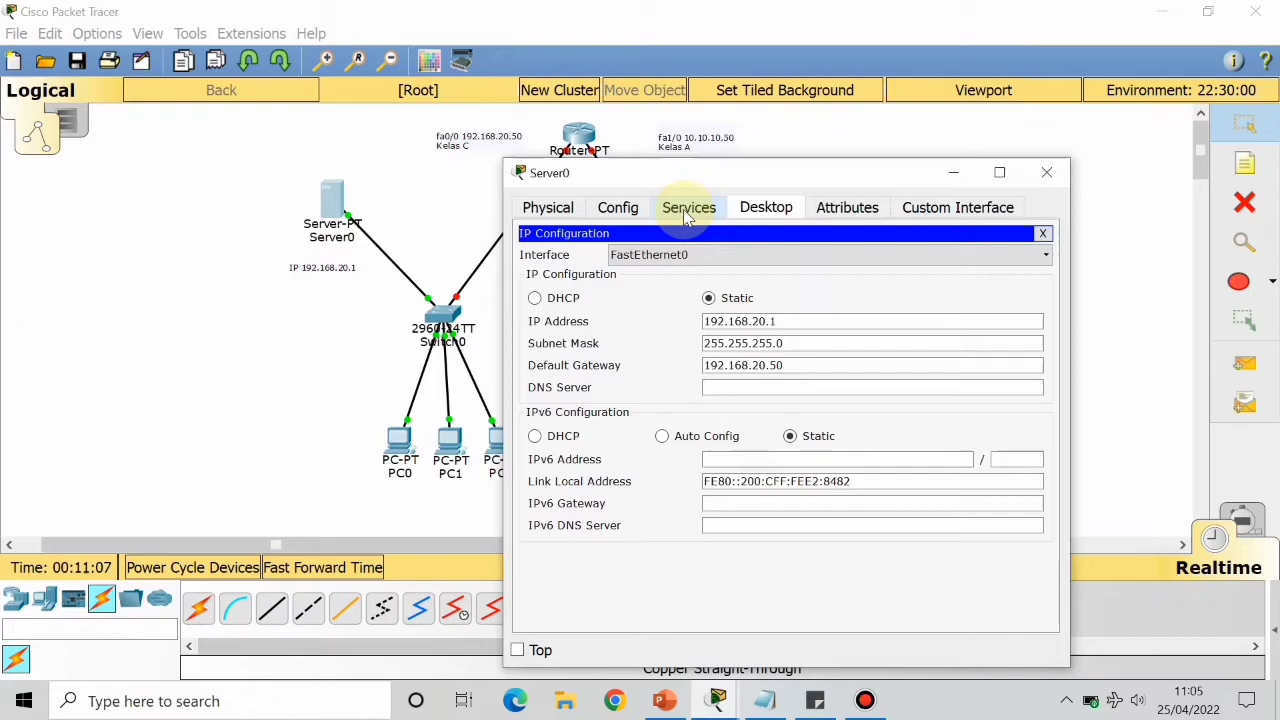 Cisco Packet Tracer
File Edit Options View Tools Extensions Help
Logical
Back
[Root]
New Cluster
Move Object
Set Tiled Background
Viewport
Environment: 22:30:00
fa0/0 192.168.20.50
Kelas C
fa1/0 10.10.10.50
Kelas A
Router-PT
Server-PT
Server0
IP 192.168.20.1
2960-24TT
Switch0
PC-PT
PC0
PC-PT
PC1
PC-
Server0
Physical Config Services Desktop Attributes Custom Interface
IP Configuration
X
Interface FastEthernet0
IP Configuration
DHCP Static
IP Address 192.168.20.1
Subnet Mask 255.255.255.0
Default Gateway 192.168.20.50
DNS Server
IPv6 Configuration
DHCP Auto Config Static
IPv6 Address /
Link Local Address FE80::200:CFF:FEE2:8482
IPv6 Gateway
IPv6 DNS Server
Top
Time: 00:11:07
Power Cycle Devices
Fast Forward Time
Realtime
Copper Straight-Through
Type here to search
11:05
25/04/2022